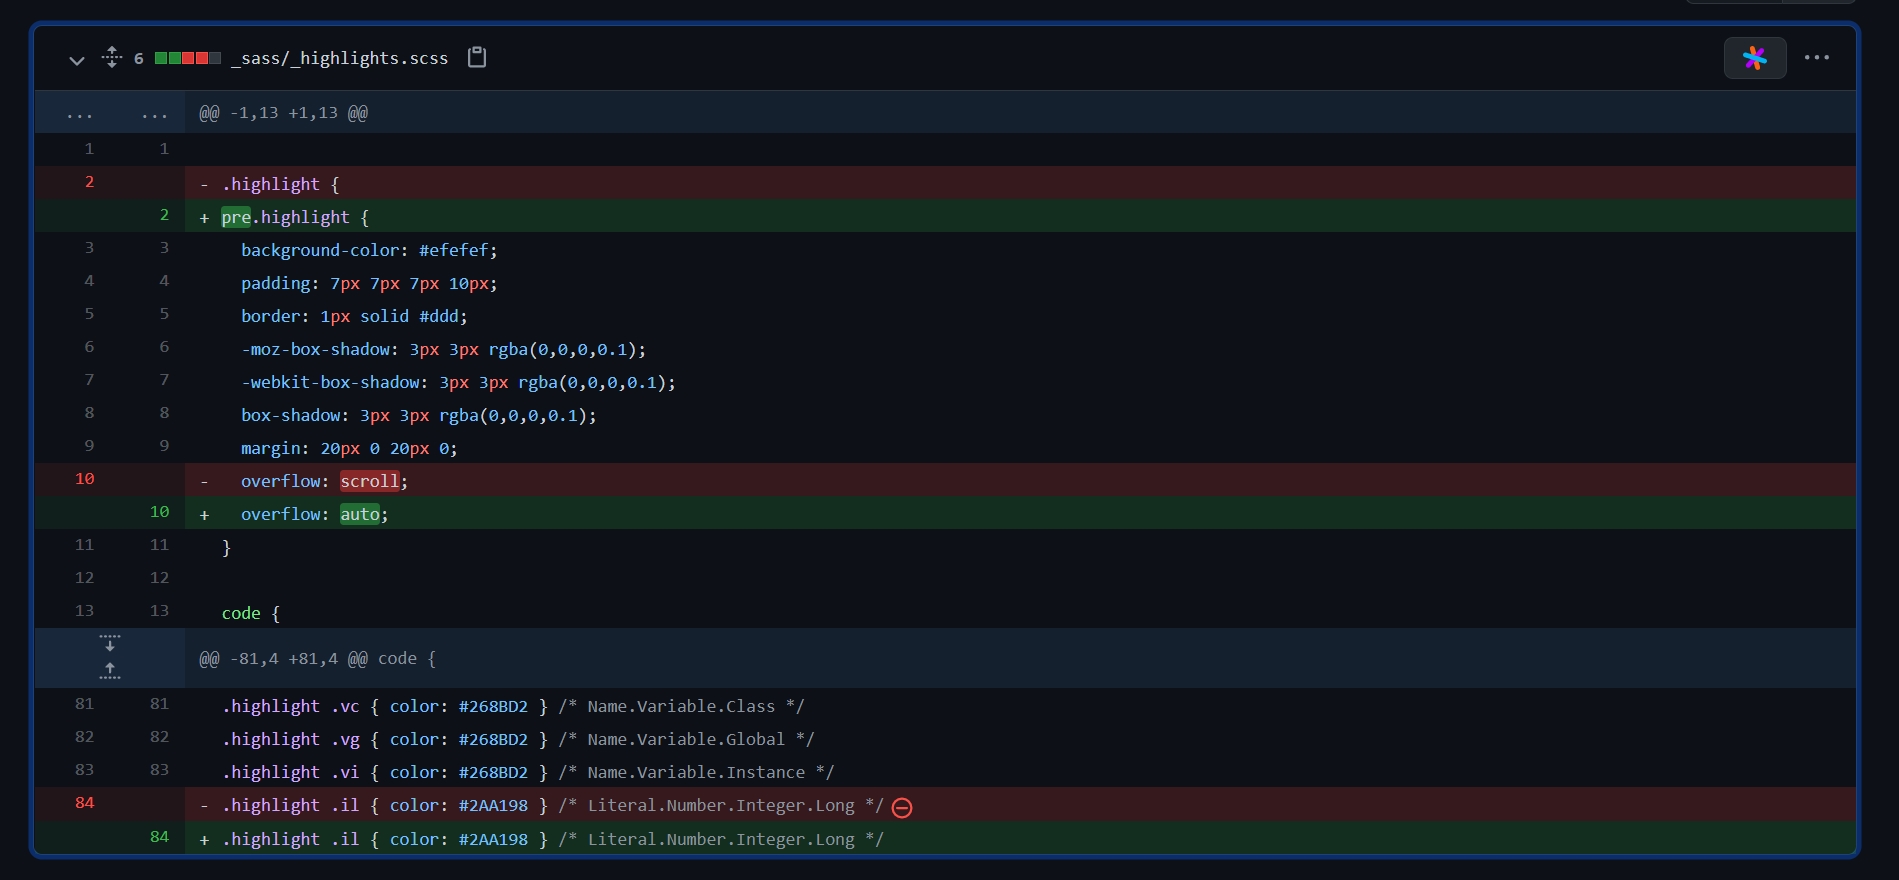 6 _sass/_highlights.scss
... ... @@ -1,13 +1,13 @@
1 1
2 - .highlight {
2 + pre.highlight {
3 3 background-color: #efefef;
4 4 padding: 7px 7px 7px 10px;
5 5 border: 1px solid #ddd;
6 6 -moz-box-shadow: 3px 3px rgba(0,0,0,0.1);
7 7 -webkit-box-shadow: 3px 3px rgba(0,0,0,0.1);
8 8 box-shadow: 3px 3px rgba(0,0,0,0.1);
9 9 margin: 20px 0 20px 0;
10 - overflow: scroll;
10 + overflow: auto;
11 11 }
12 12
13 13 code {
@@ -81,4 +81,4 @@ code {
81 81 .highlight .vc { color: #268BD2 } /* Name.Variable.Class */
82 82 .highlight .vg { color: #268BD2 } /* Name.Variable.Global */
83 83 .highlight .vi { color: #268BD2 } /* Name.Variable.Instance */
84 - .highlight .il { color: #2AA198 } /* Literal.Number.Integer.Long */
84 + .highlight .il { color: #2AA198 } /* Literal.Number.Integer.Long */